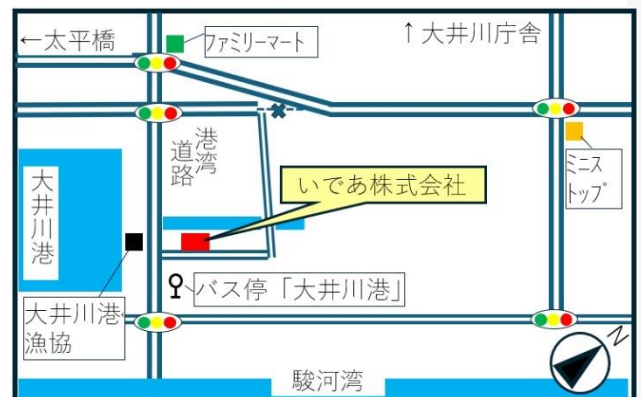 ←太平橋
ファミリーマート
↑大井川庁舎
港湾
道路
ミニス
トップ
大井川港
いであ株式会社
バス停「大井川港」
大井川港
漁協
駿河湾
N